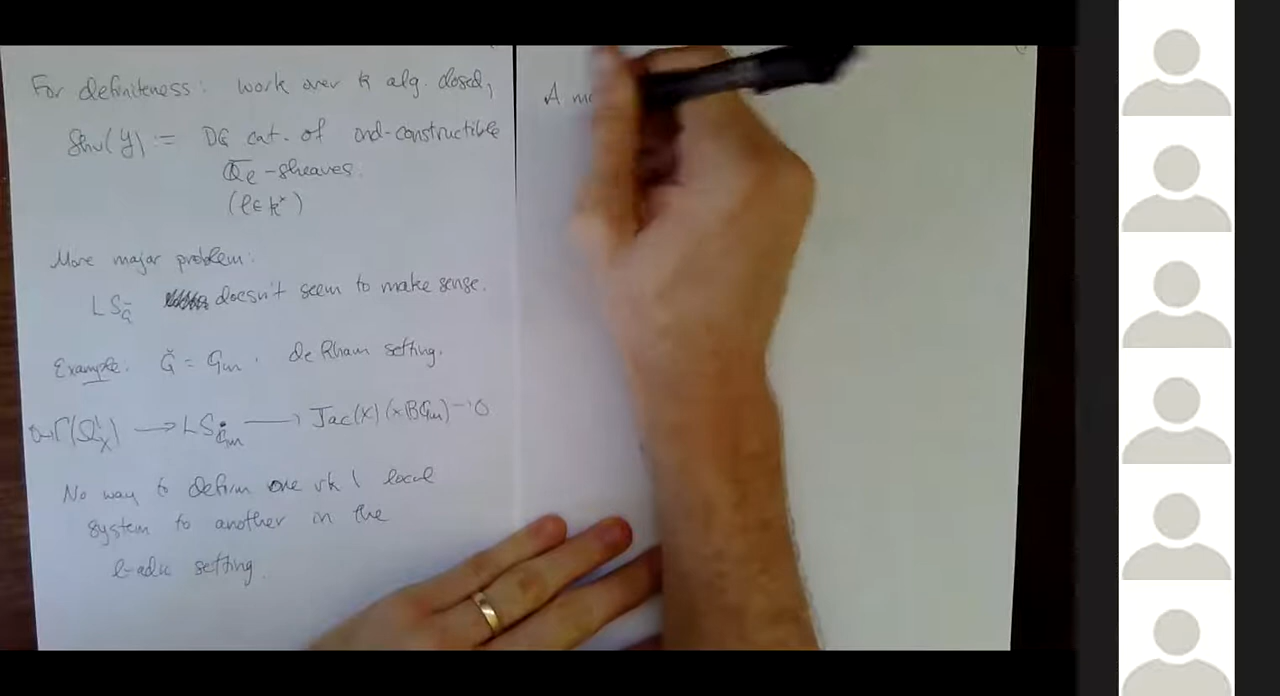 For definiteness: work over k alg. closed,
Shv(Y) := DG cat. of ind-constructible
Q̅ℓ-sheaves.
(ℓ∈k^×)
More major problem:
LS_Ǧ doesn't seem to make sense.
Example. Ǧ = Gm. de Rham setting.
0→Γ(Ω^1_X) → LS_Gm → Jac(X)(×BGm)→0
No way to deform one rk 1 local
system to another in the
ℓ-adic setting.
A